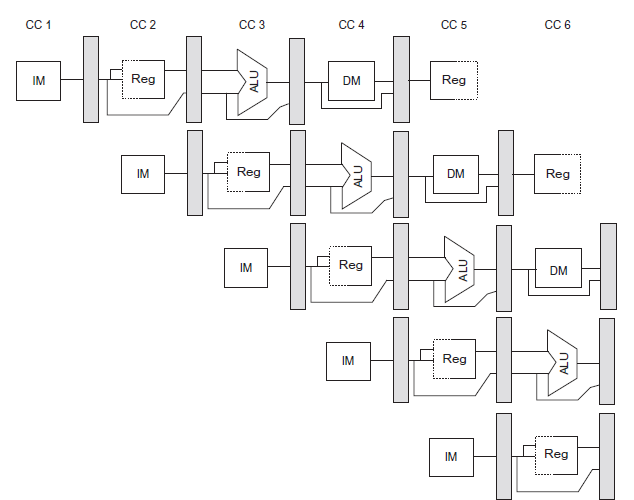 CC 1 CC 2 CC 3 CC 4 CC 5 CC 6
IM Reg ALU DM Reg
IM Reg ALU DM Reg
IM Reg ALU DM
IM Reg ALU
IM Reg